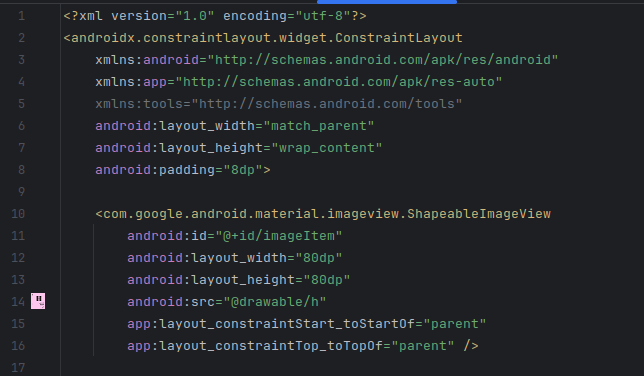 1 <?xml version="1.0" encoding="utf-8"?>
2 <androidx.constraintlayout.widget.ConstraintLayout
3 xmlns:android="http://schemas.android.com/apk/res/android"
4 xmlns:app="http://schemas.android.com/apk/res-auto"
5 xmlns:tools="http://schemas.android.com/tools"
6 android:layout_width="match_parent"
7 android:layout_height="wrap_content"
8 android:padding="8dp">
9
10 <com.google.android.material.imageview.ShapeableImageView
11 android:id="@+id/imageItem"
12 android:layout_width="80dp"
13 android:layout_height="80dp"
14 android:src="@drawable/h"
15 app:layout_constraintStart_toStartOf="parent"
16 app:layout_constraintTop_toTopOf="parent" />
17